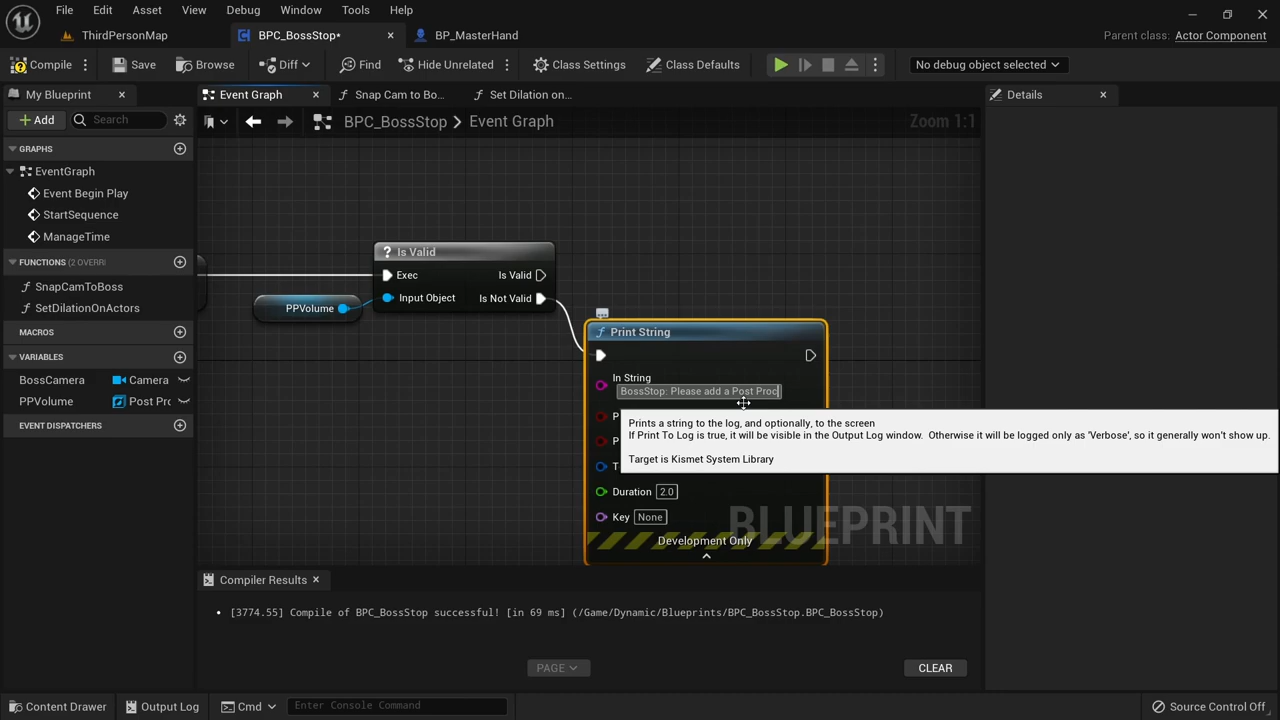 File Edit Asset View Debug Window Tools Help
ThirdPersonMap BPC_BossStop* BP_MasterHand Parent class: Actor Component
Compile Save Browse Diff Find Hide Unrelated Class Settings Class Defaults No debug object selected
My Blueprint Event Graph Snap Cam to Bo... Set Dilation on... Details
Add Search BPC_BossStop > Event Graph Zoom 1:1
GRAPHS
EventGraph
Event Begin Play
StartSequence
ManageTime
FUNCTIONS (2 OVERRI
SnapCamToBoss
SetDilationOnActors
MACROS
VARIABLES
BossCamera Camera
PPVolume Post Prc
EVENT DISPATCHERS
? Is Valid
Exec Is Valid
Input Object Is Not Valid
PPVolume
Print String
In String
BossStop: Please add a Post Proc
P
P
T
Prints a string to the log, and optionally, to the screen
If Print To Log is true, it will be visible in the Output Log window. Otherwise it will be logged only as 'Verbose', so it generally won't show up.
Target is Kismet System Library
Duration 2.0
Key None
Development Only
BLUEPRINT
Compiler Results
[3774.55] Compile of BPC_BossStop successful! [in 69 ms] (/Game/Dynamic/Blueprints/BPC_BossStop.BPC_BossStop)
PAGE CLEAR
Content Drawer Output Log Cmd Enter Console Command Source Control Off